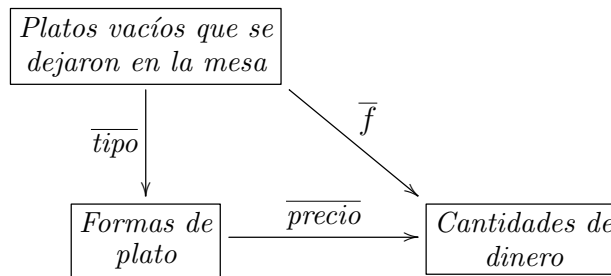 Platos vacíos que se
dejaron en la mesa
f
tipo
precio
Formas de
plato
Cantidades de
dinero